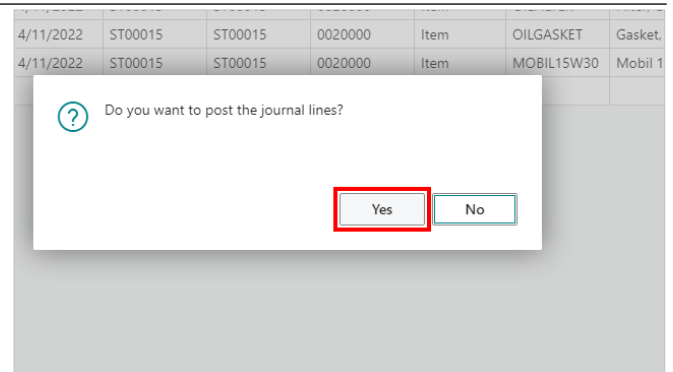 4/11/2022 ST00015 ST00015 0020000 Item OILGASKET Gasket,
4/11/2022 ST00015 ST00015 0020000 Item MOBIL15W30 Mobil 1
Do you want to post the journal lines?
Yes No